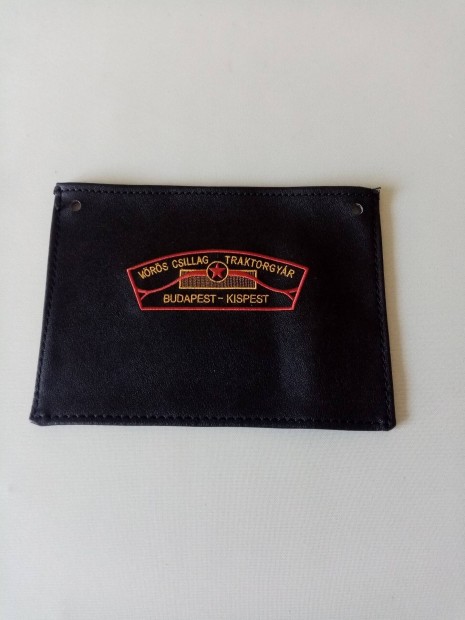 VÖRÖS CSILLAG TRAKTORGYÁR
BUDAPEST - KISPEST